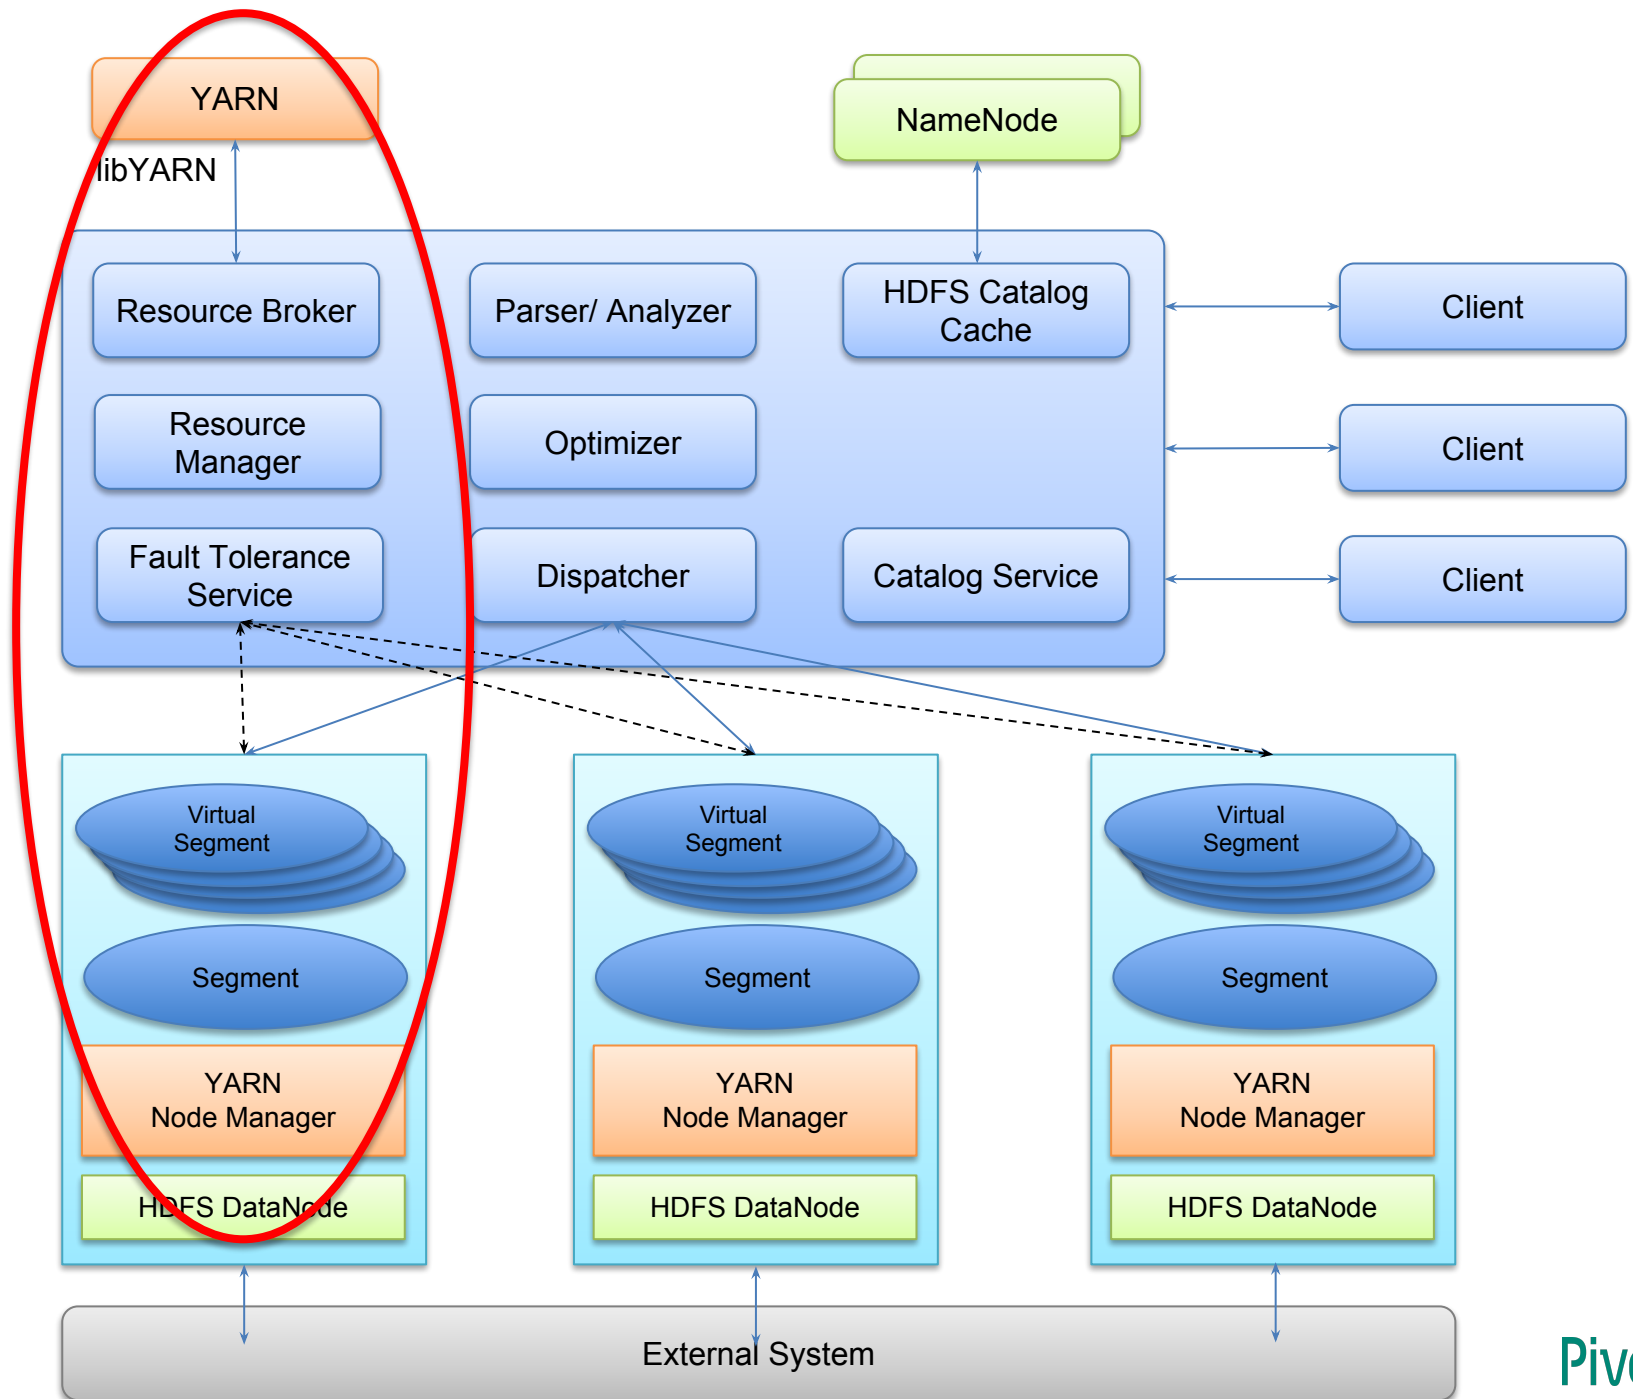 YARN
NameNode
libYARN
Resource Broker
Parser/ Analyzer
HDFS Catalog
Cache
Client
Resource
Manager
Optimizer
Client
Fault Tolerance
Service
Dispatcher
Catalog Service
Client
Virtual
Segment
Virtual
Segment
Virtual
Segment
Segment
Segment
Segment
YARN
Node Manager
YARN
Node Manager
YARN
Node Manager
HDFS DataNode
HDFS DataNode
HDFS DataNode
External System